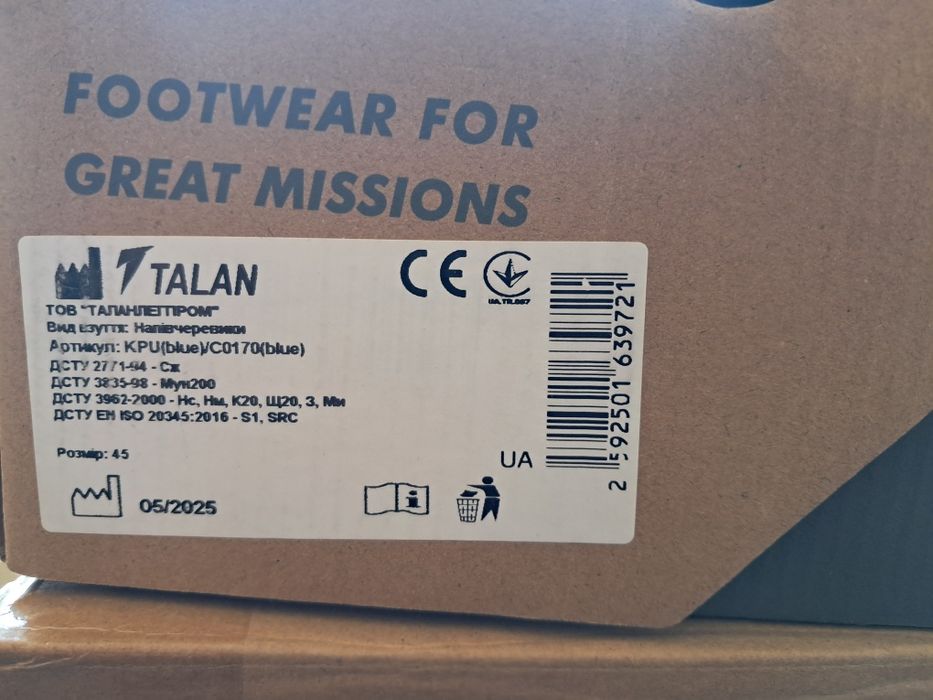 FOOTWEAR FOR
GREAT MISSIONS
TALAN
CE
UA.TR.087
ТОВ "ТАЛАНЛЕГПРОМ"
Вид взуття: Напівчеревики
Артикул: KPU(blue)/C0170(blue)
ДСТУ 2771-94 - Сж
ДСТУ 3835-98 - Мун200
ДСТУ 3962-2000 - Нс, Нм, К20, Щ20, З, Ми
ДСТУ EN ISO 20345:2016 - S1, SRC
Розмір: 45
UA
2 592501 639721
05/2025